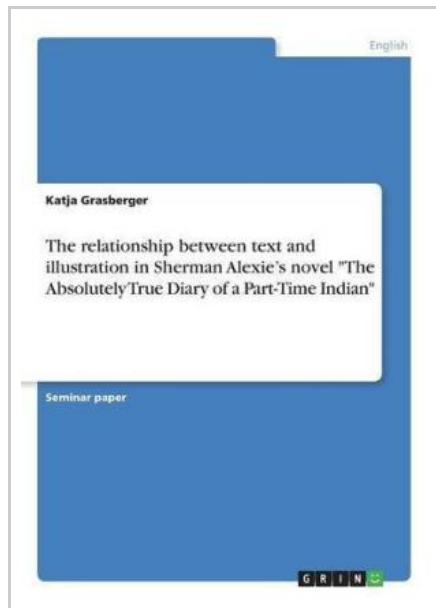 English
Katja Grasberger
The relationship between text and
illustration in Sherman Alexie's novel "The
Absolutely True Diary of a Part-Time Indian"
Seminar paper
GRIN